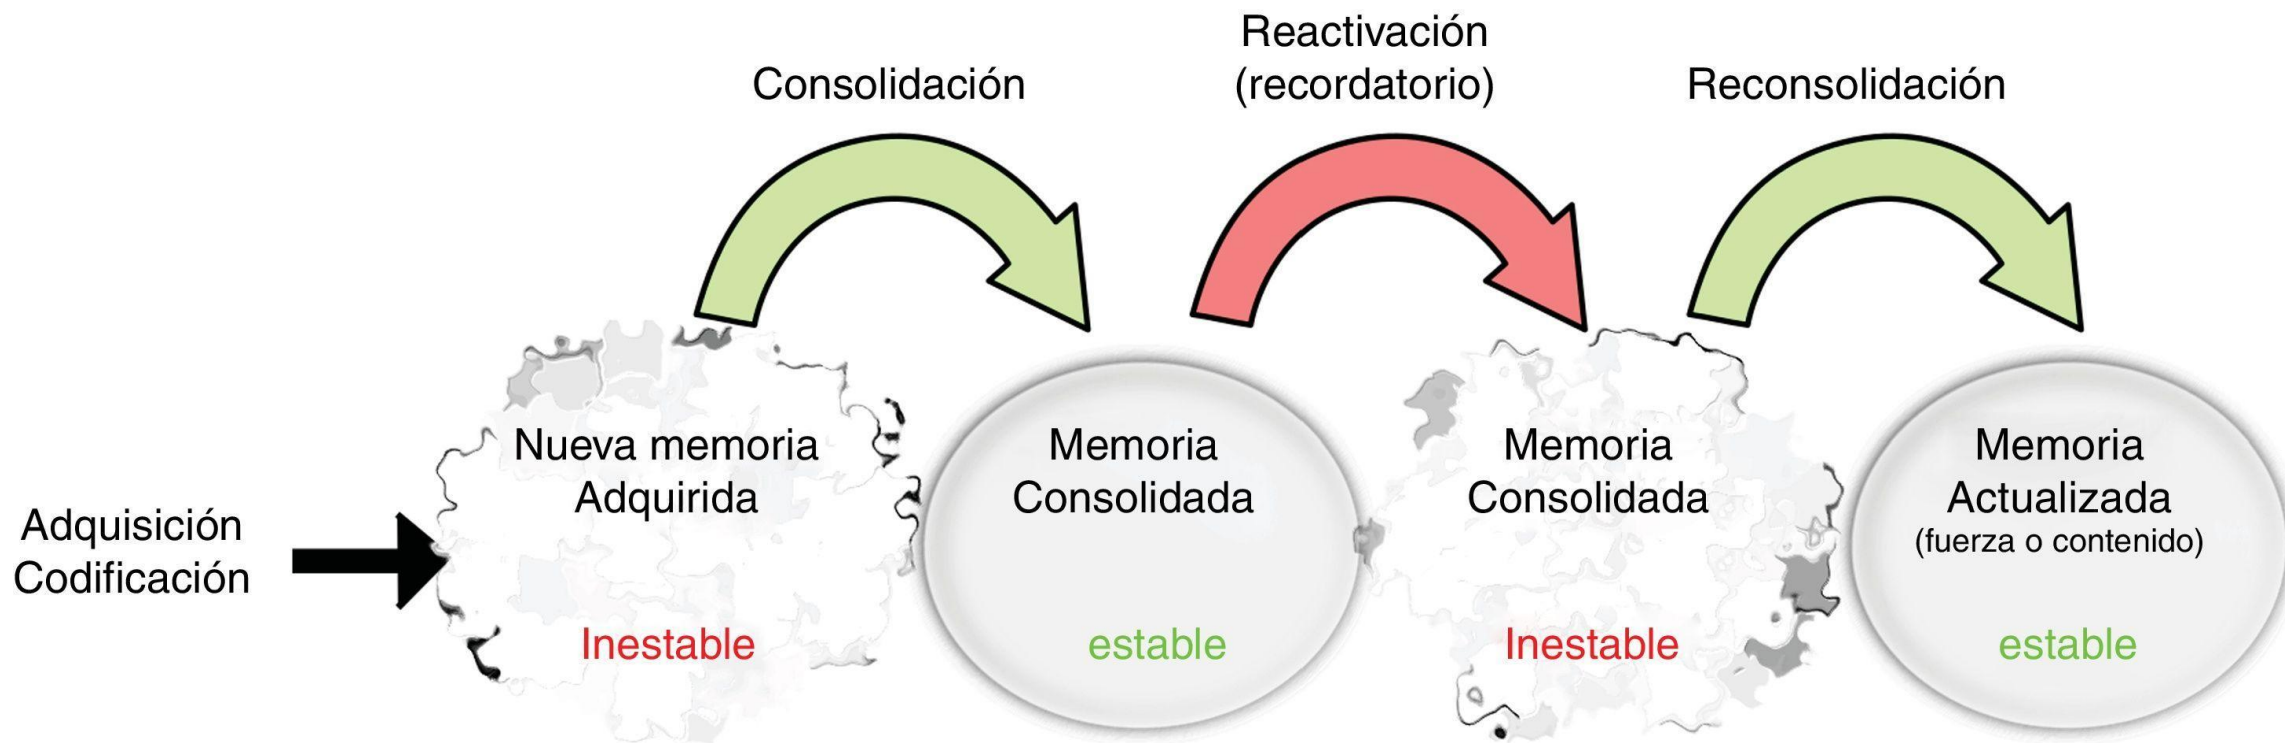 Adquisición
Codificación
Nueva memoria
Adquirida
Inestable
Consolidación
Memoria
Consolidada
estable
Reactivación
(recordatorio)
Memoria
Consolidada
Inestable
Reconsolidación
Memoria
Actualizada
(fuerza o contenido)
estable